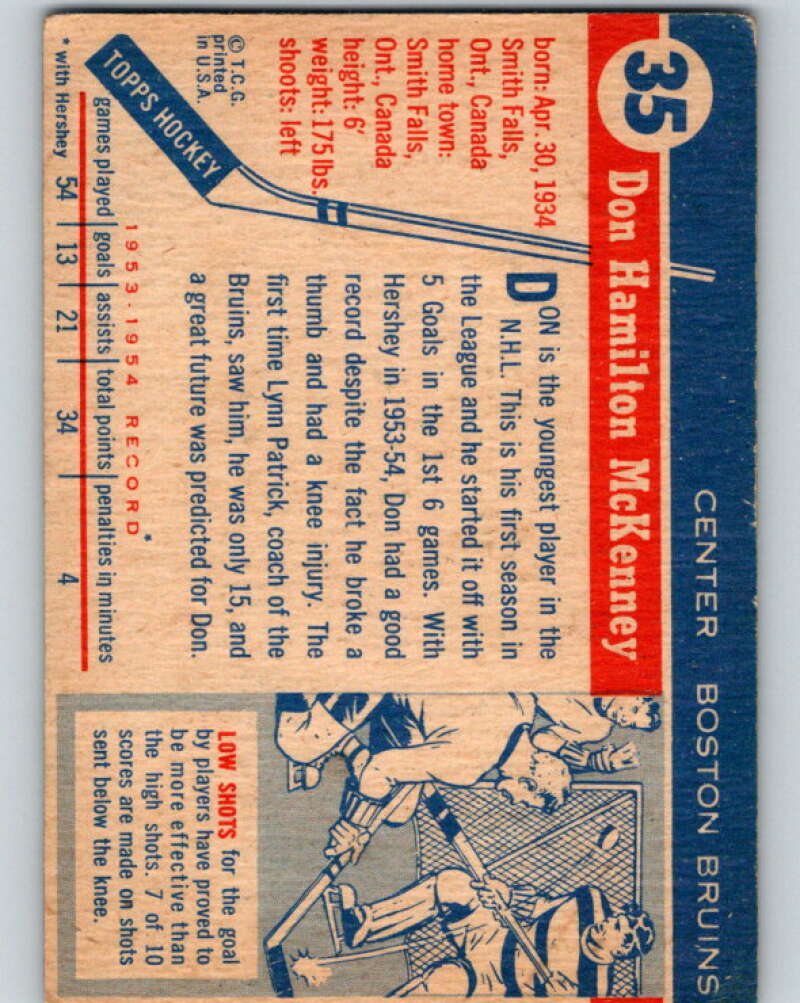 35
CENTER BOSTON BRUINS
Don Hamilton McKenney
born: Apr. 30, 1934
Smith Falls,
Ont., Canada
home town:
Smith Falls,
Ont., Canada
height: 6'
weight: 175 lbs.
shoots: left
© T.C.G.
printed
in U.S.A.
TOPPS HOCKEY
DON is the youngest player in the
N.H.L. This is his first season in
the League and he started it off with
5 Goals in the 1st 6 games. With
Hershey in 1953-54, Don had a good
record despite the fact he broke a
thumb and had a knee injury. The
first time Lynn Patrick, coach of the
Bruins, saw him, he was only 15, and
a great future was predicted for Don.
1953-1954 RECORD*
games played | goals | assists | total points | penalties in minutes
54 | 13 | 21 | 34 | 4
* with Hershey
LOW SHOTS for the goal
by players have proved to
be more effective than
the high shots. 7 of 10
scores are made on shots
sent below the knee.